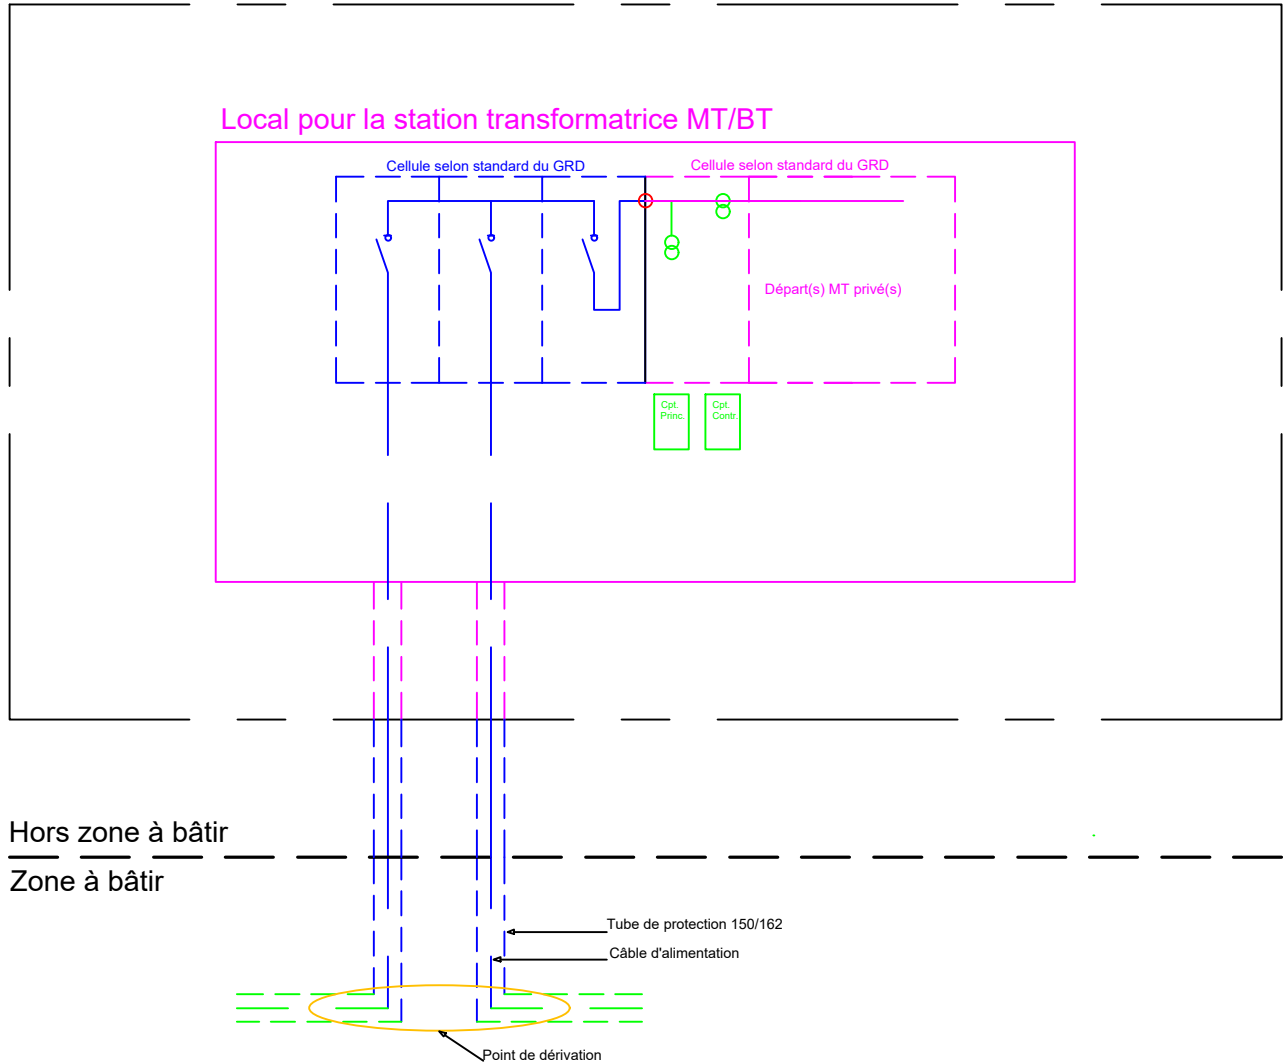 Local pour la station transformatrice MT/BT
Cellule selon standard du GRD
Cellule selon standard du GRD
Départ(s) MT privé(s)
Cpt.
Princ.
Cpt.
Contr.
Hors zone à bâtir
Zone à bâtir
Tube de protection 150/162
Câble d'alimentation
Point de dérivation